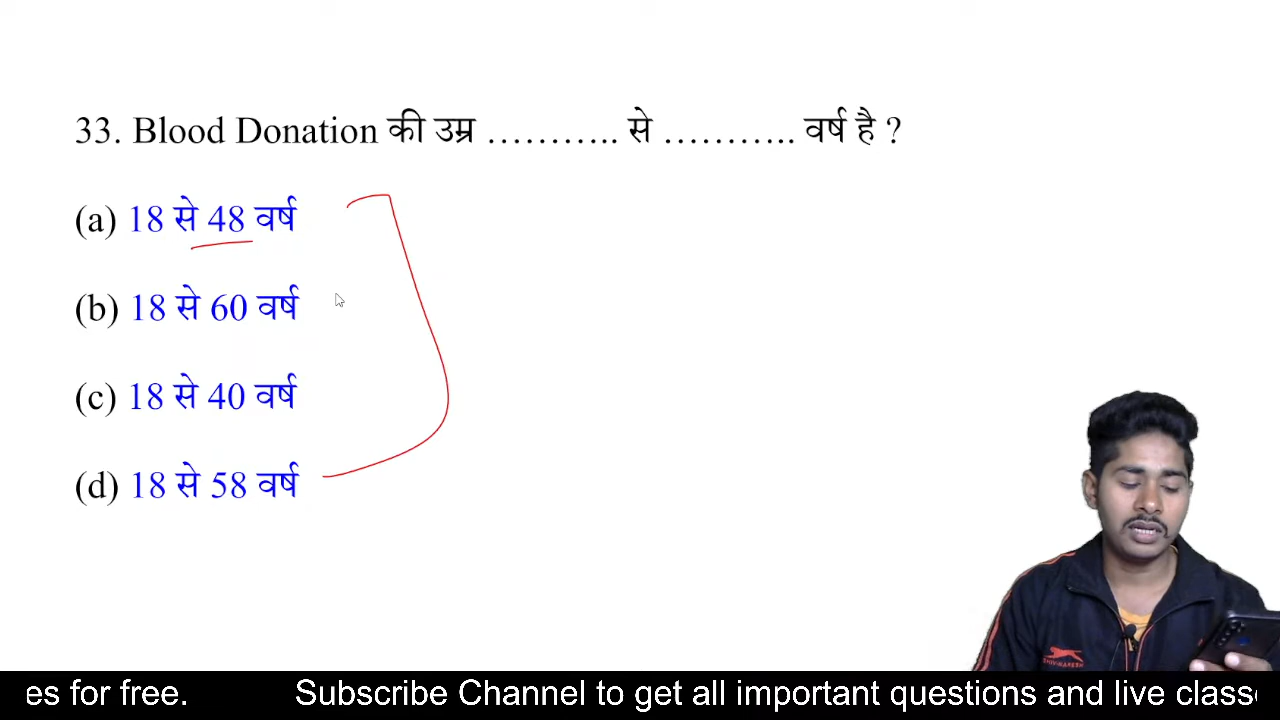 33. Blood Donation की उम्र ……….. से ……….. वर्ष है ?
(a) 18 से 48 वर्ष
(b) 18 से 60 वर्ष
(c) 18 से 40 वर्ष
(d) 18 से 58 वर्ष
es for free. Subscribe Channel to get all important questions and live classe